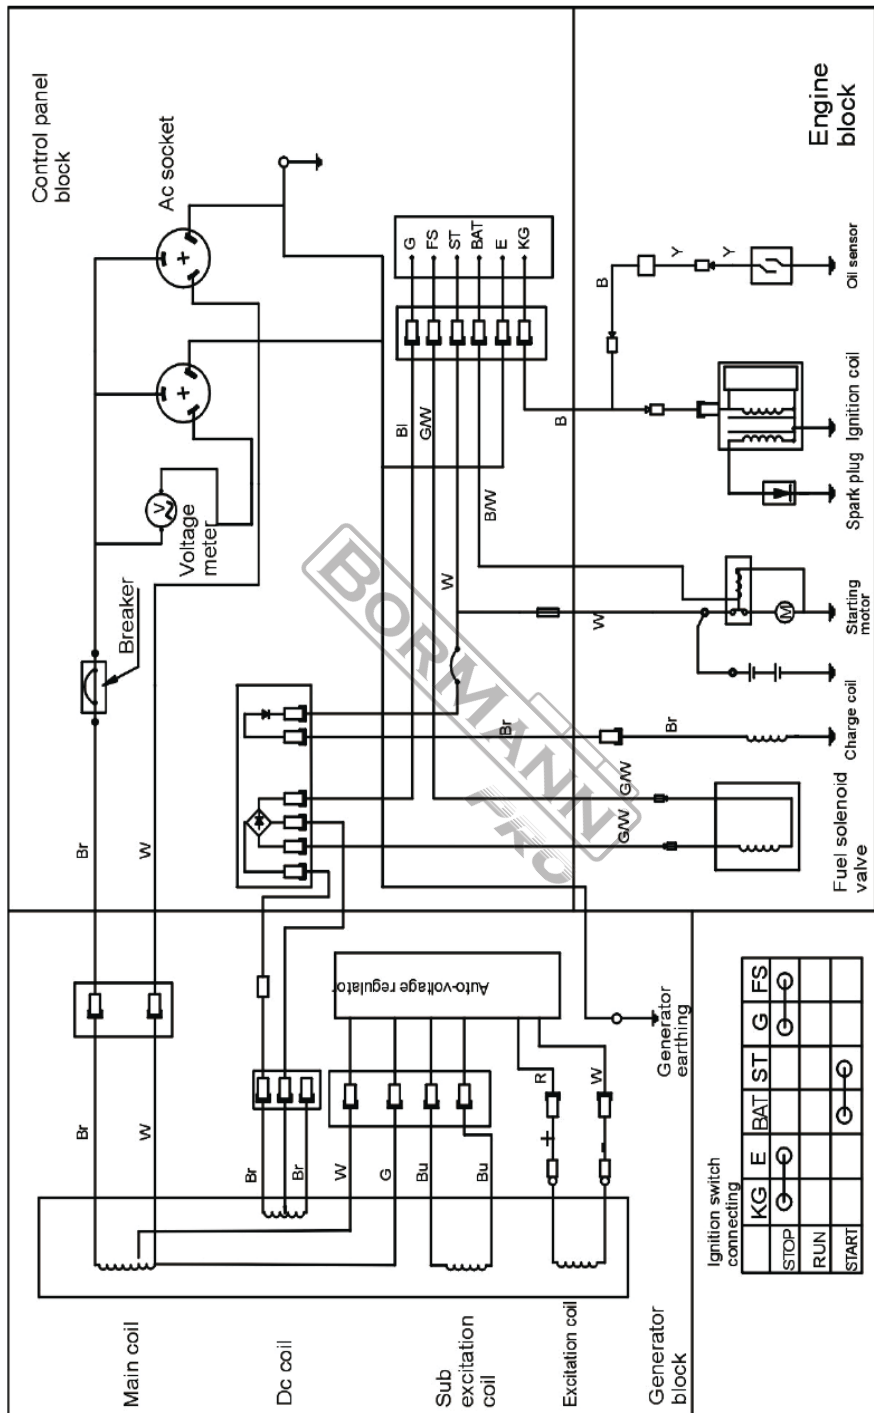 Control panel
block
Ac socket
Engine
block
G
FS
ST
BAT
E
KG
Y
Y
B
Oil sensor
Bl
G/W
B
Ignition coil
V
Voltage
meter
B/W
Spark plug
Breaker
W
W
M
Starting
motor
BORMANN
PRO
Br
Br
Charge coil
Br
W
G/W
G/W
Fuel solenoid
valve
Auto-voltage regulator
Generator
earthing
Br
W
Br
Br
W
G
Bu
Bu
R
W
+
-
Main coil
Dc coil
Sub
excitation
coil
Excitation coil
Generator
block
Ignition switch
connecting
KG E BAT ST G FS
STOP
RUN
START